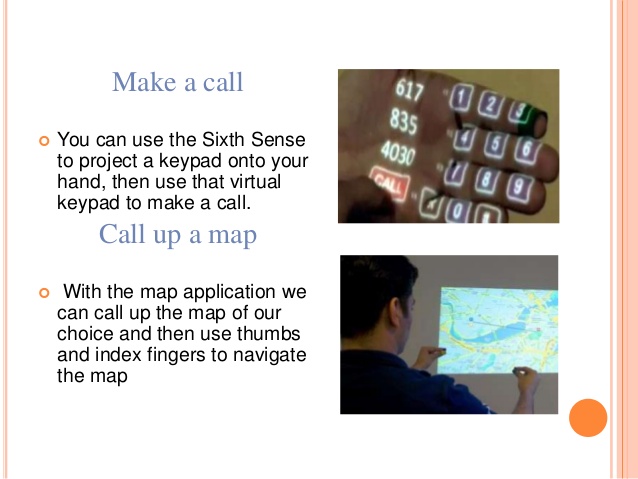 Make a call
You can use the Sixth Sense
to project a keypad onto your
hand, then use that virtual
keypad to make a call.
Call up a map
With the map application we
can call up the map of our
choice and then use thumbs
and index fingers to navigate
the map
617
835
4030
CALL
1 2 3
4 5 6
7 8 9
0